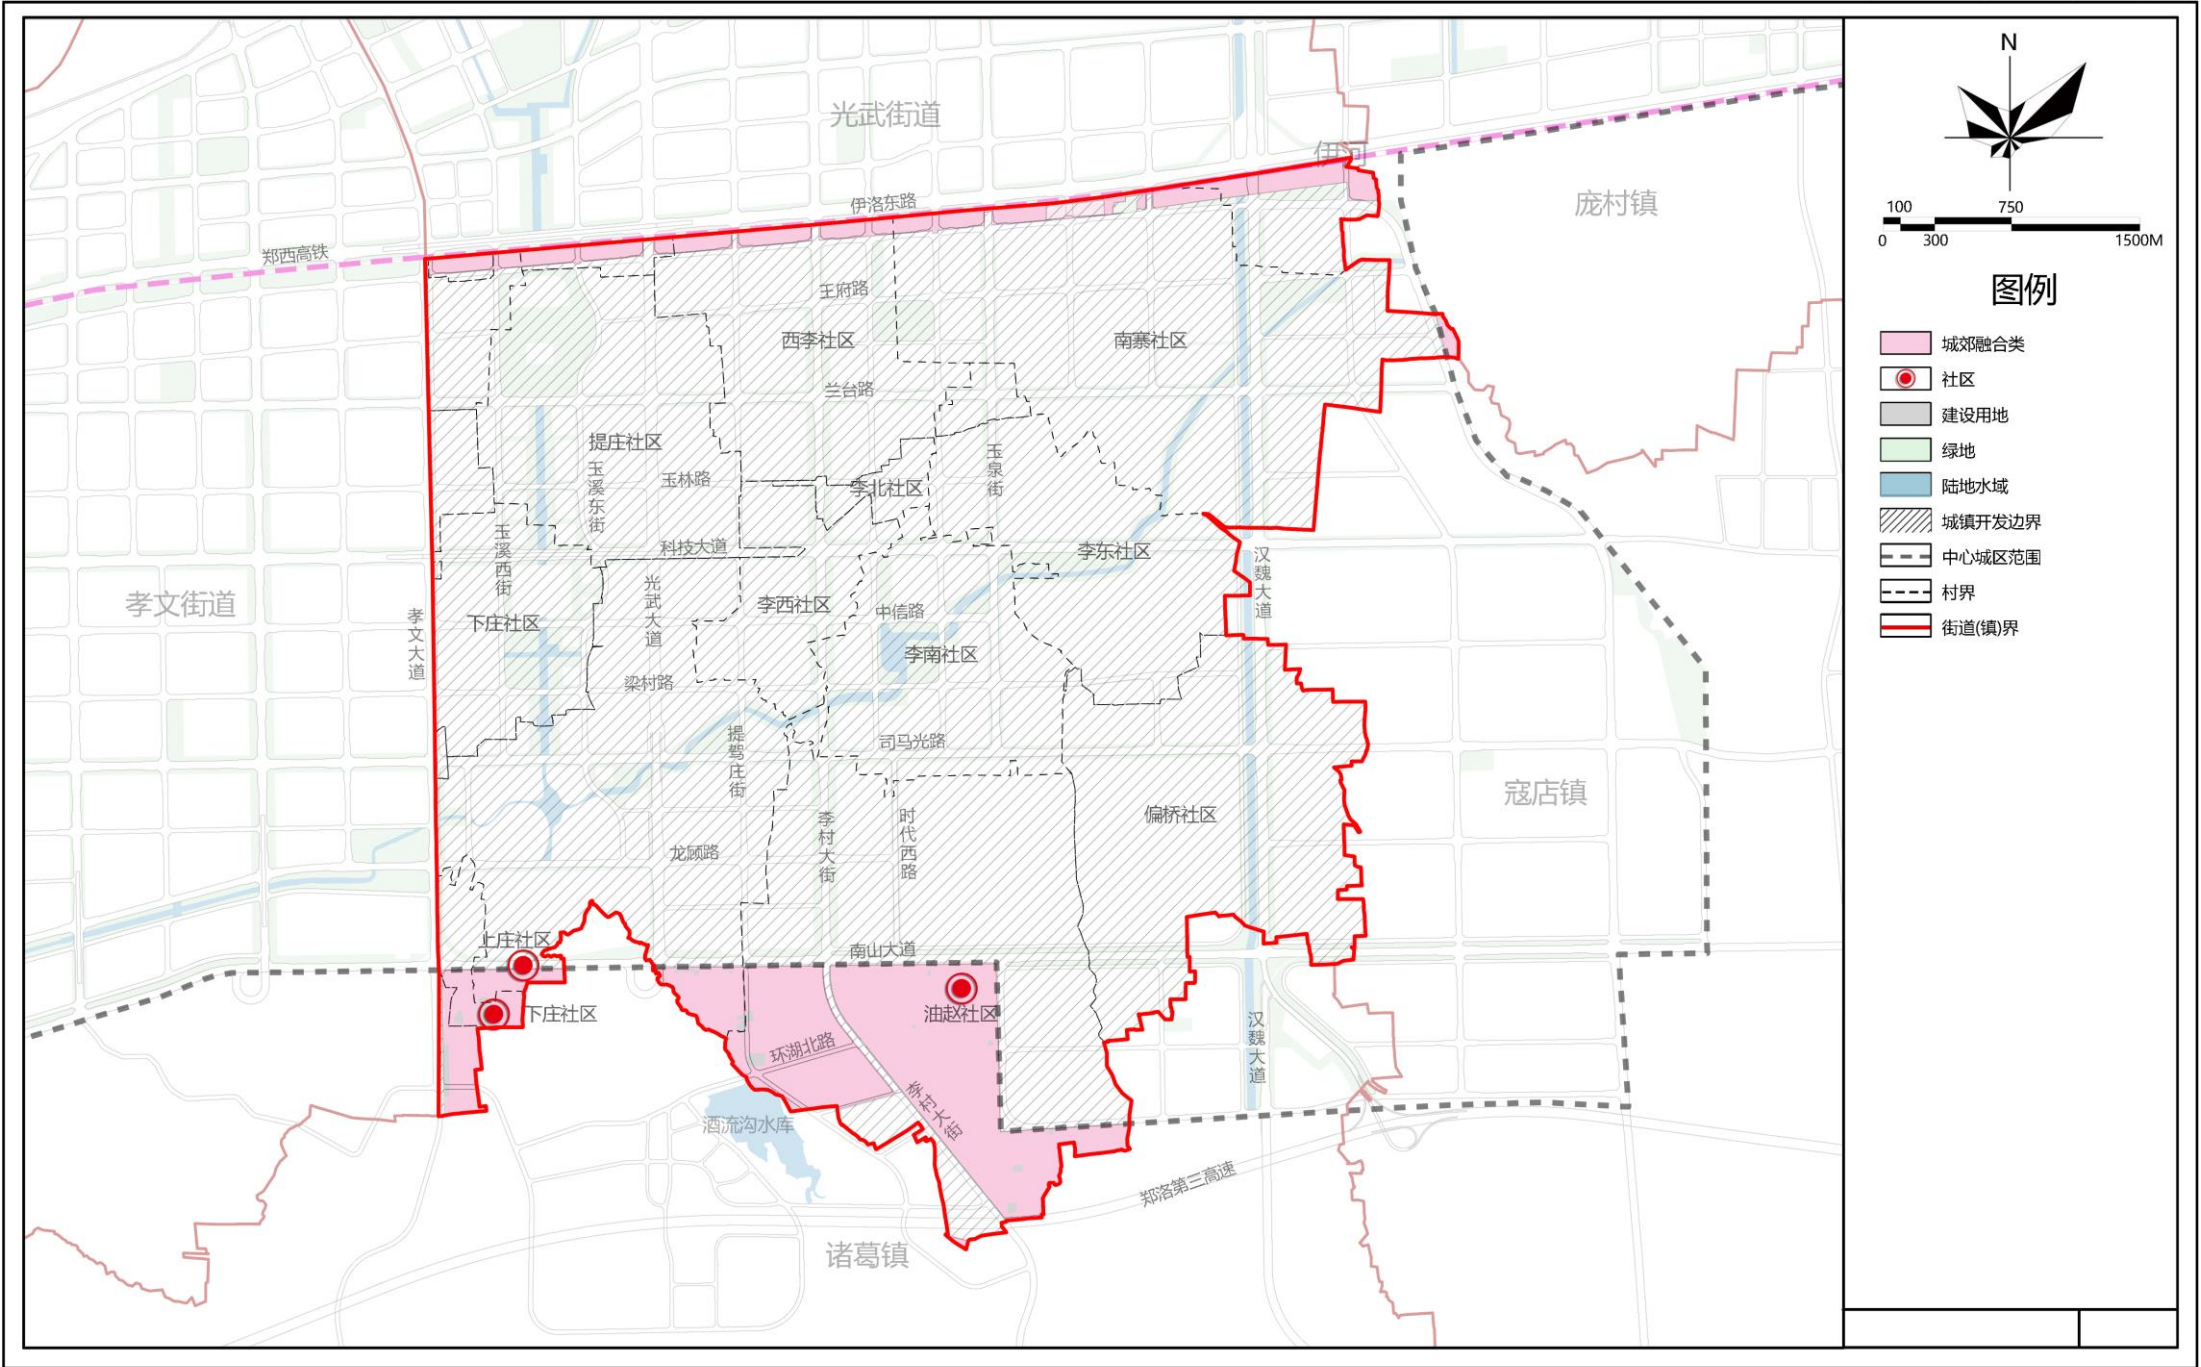 光武街道
伊河
庞村镇
伊洛东路
郑西高铁
王府路
西李社区
南寨社区
兰台路
提庄社区
玉泉街
玉溪东街
玉林路
李北社区
玉溪西街
科技大道
李东社区
汉魏大道
光武大道
孝文街道
李西社区
中信路
下庄社区
孝文大道
李南社区
梁村路
提驾庄街
司马光路
寇店镇
偏桥社区
李村大街
时代西路
龙顾路
上庄社区
南山大道
下庄社区
油赵社区
汉魏大道
环湖北路
李村大街
酒流沟水库
郑洛第三高速
诸葛镇
N
100 750
0 300 1500M
图例
城郊融合类
社区
建设用地
绿地
陆地水域
城镇开发边界
中心城区范围
村界
街道(镇)界